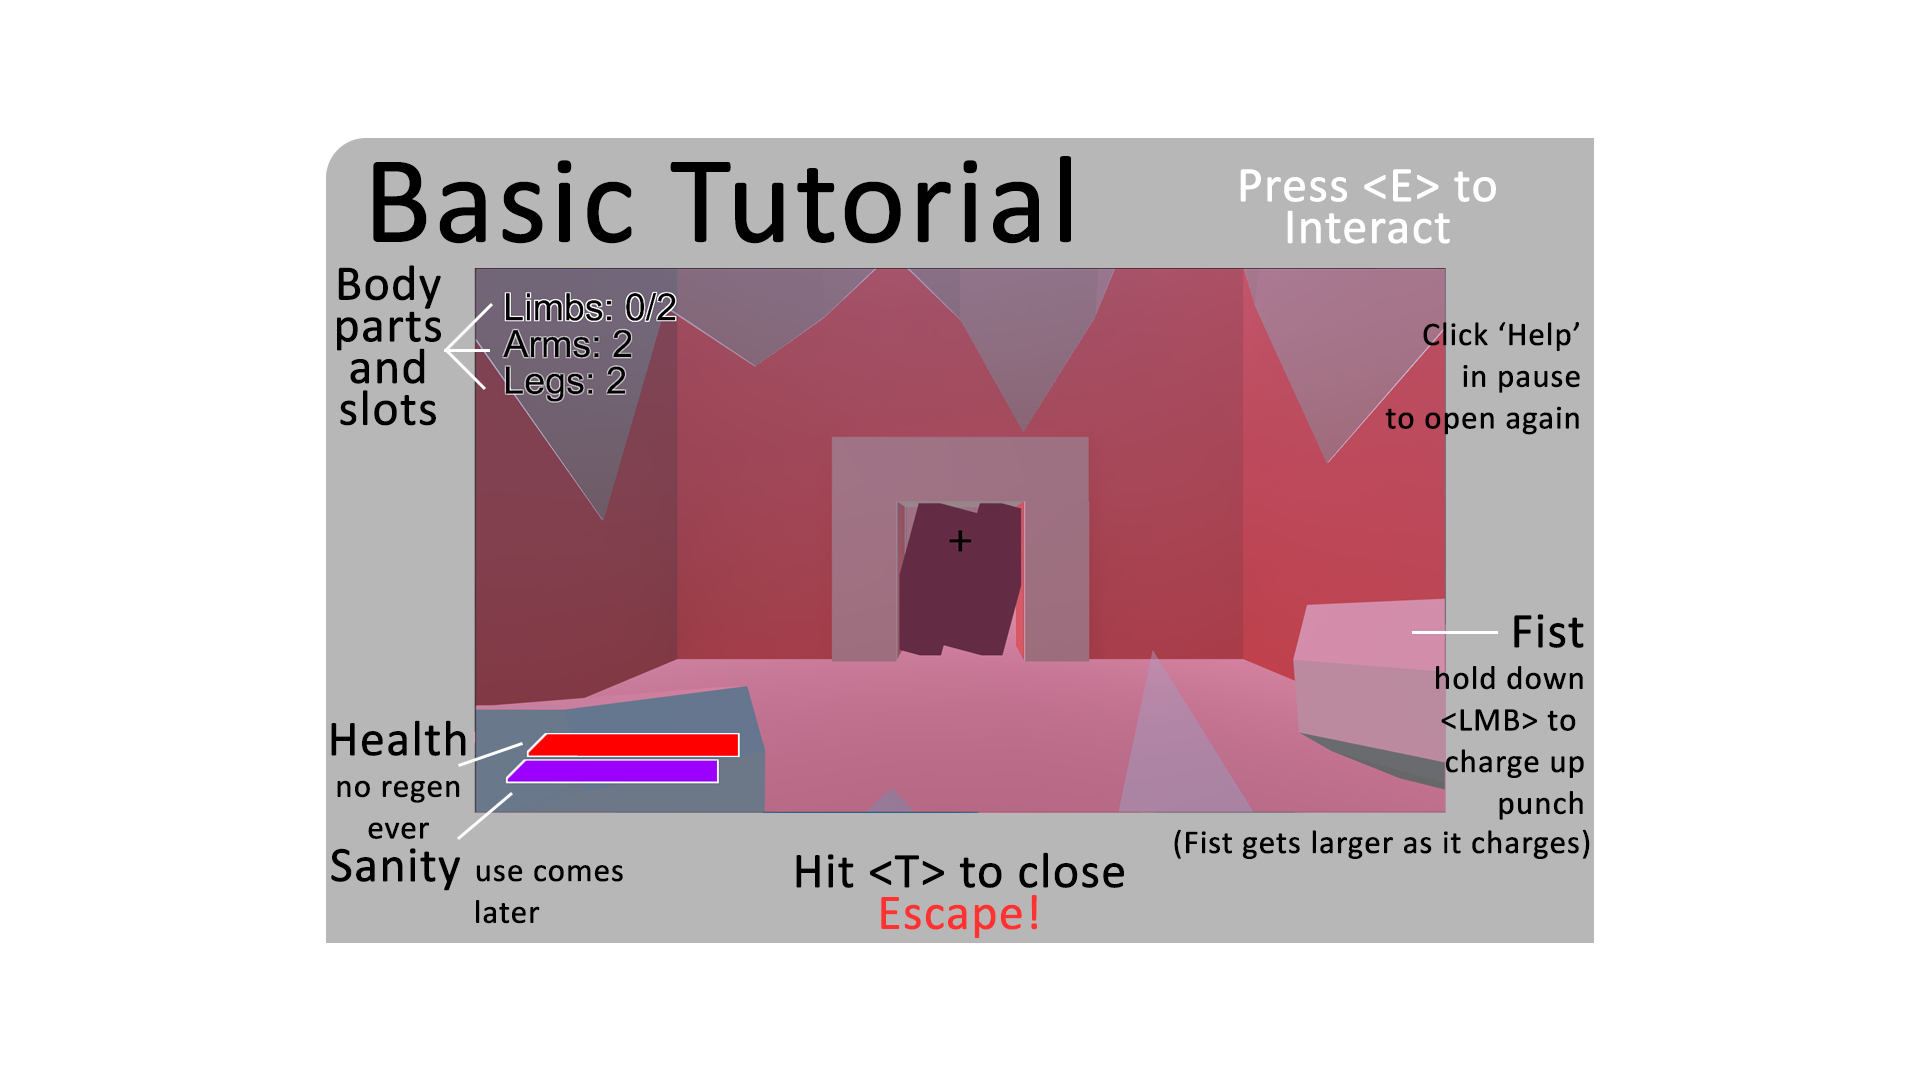 Basic Tutorial
Press <E> to
Interact
Body
parts
and
slots
Limbs: 0/2
Arms: 2
Legs: 2
Click ‘Help’
in pause
to open again
Fist
hold down
<LMB> to
charge up
punch
(Fist gets larger as it charges)
Health
no regen
ever
Sanity use comes
later
Hit <T> to close
Escape!